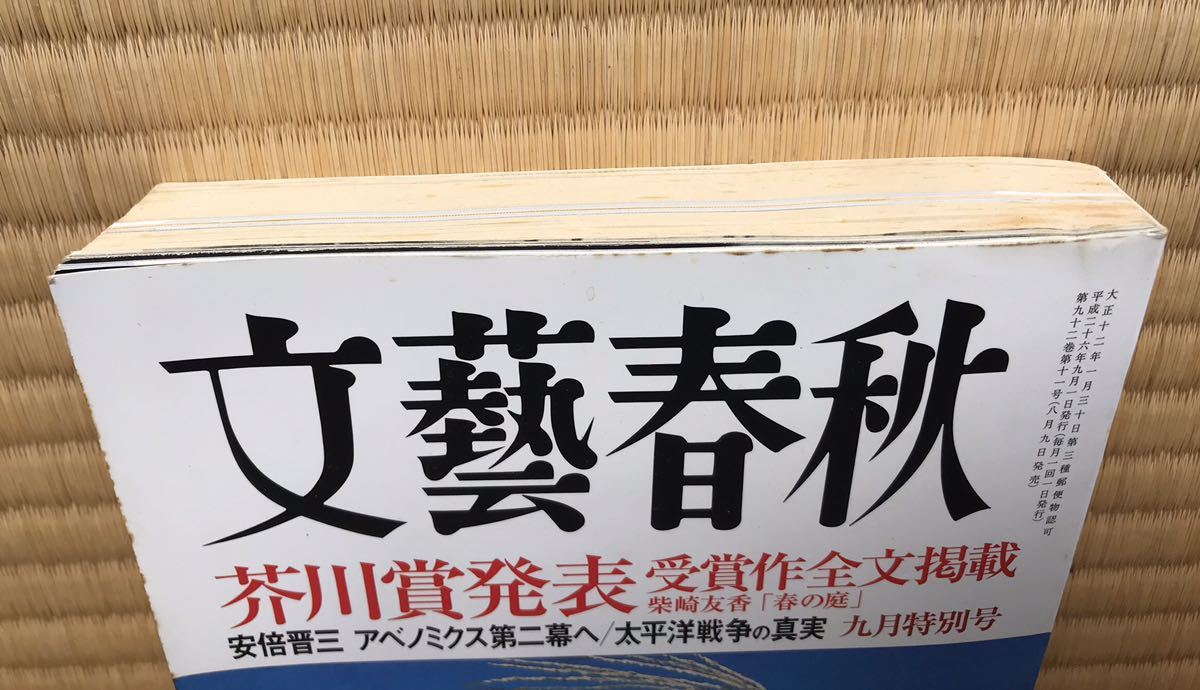 文藝春秋
大正十二年一月三十日第三種郵便物認可
平成二十六年九月一日発行(毎月一回一日発行)
第九十二巻第十一号(八月九日発売)
芥川賞発表 受賞作全文掲載
柴崎友香「春の庭」
安倍晋三 アベノミクス第二幕へ/太平洋戦争の真実 九月特別号